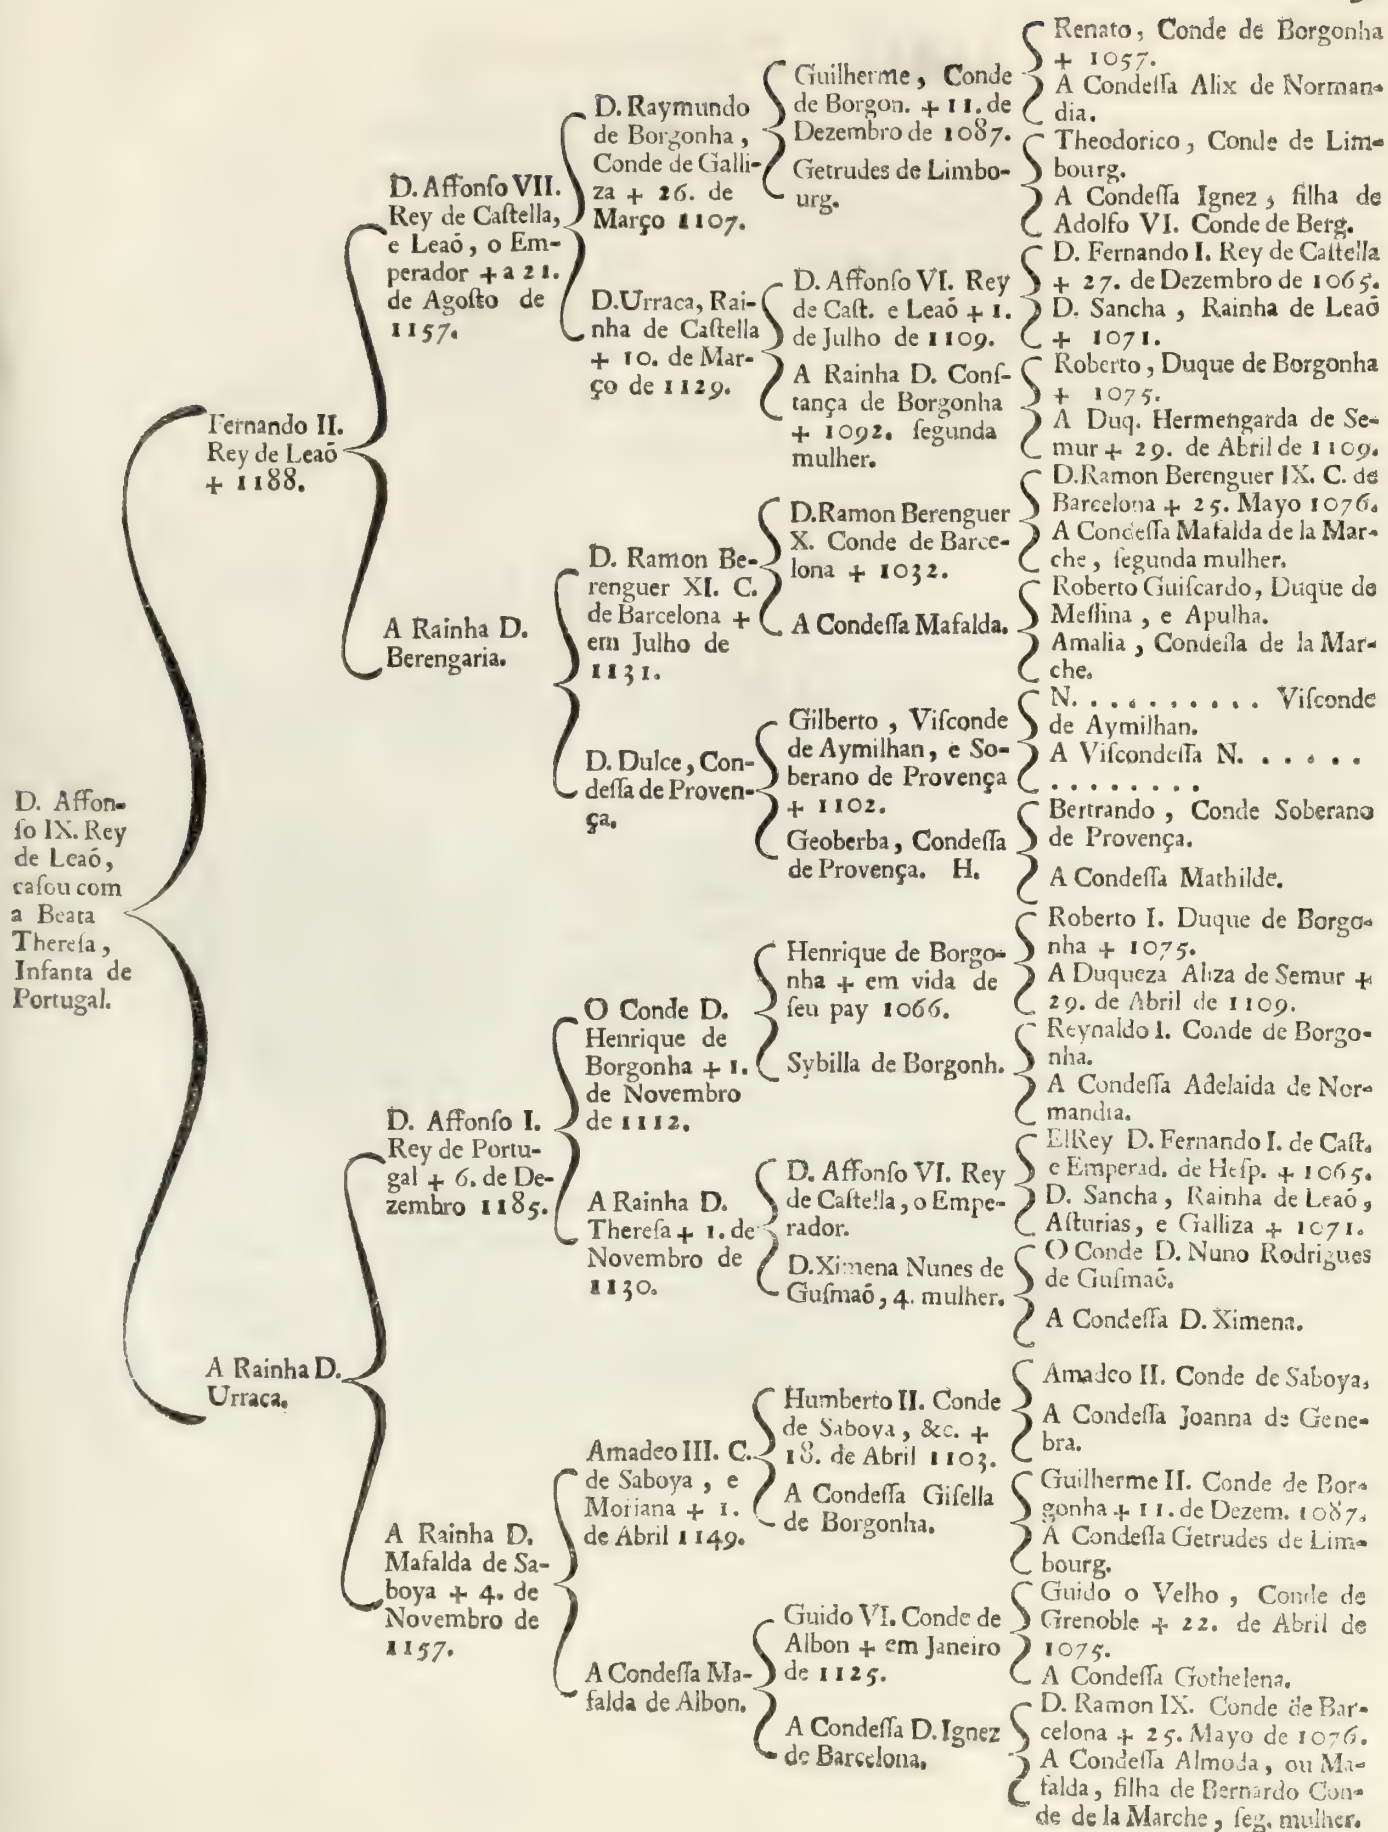 D. Affon-
ſo IX. Rey
de Leaõ,
caſou com
a Beata
Thereſa,
Infanta de
Portugal.
Fernando II.
Rey de Leaõ
+ 1188.
A Rainha D.
Urraca.
D. Affonſo VII.
Rey de Caſtella,
e Leaõ, o Em-
perador + a 21.
de Agoſto de
1157.
A Rainha D.
Berengaria.
D. Affonſo I.
Rey de Portu-
gal + 6. de De-
zembro 1185.
A Rainha D.
Mafalda de Sa-
boya + 4. de
Novembro de
1157.
D. Raymundo
de Borgonha,
Conde de Galli-
za + 26. de
Março 1107.
D. Urraca, Rai-
nha de Caſtella
+ 10. de Mar-
ço de 1129.
D. Ramon Be-
renguer XI. C.
de Barcelona +
em Julho de
1131.
D. Dulce, Con-
deſſa de Proven-
ça.
O Conde D.
Henrique de
Borgonha + 1.
de Novembro
de 1112.
A Rainha D.
Thereſa + 1. de
Novembro de
1130.
Amadeo III. C.
de Saboya, e
Moriana + 1.
de Abril 1149.
A Condeſſa Ma-
falda de Albon.
Guilherme, Conde
de Borgon. + 11. de
Dezembro de 1087.
Getrudes de Limbo-
urg.
D. Affonſo VI. Rey
de Caſt. e Leaõ + 1.
de Julho de 1109.
A Rainha D. Conſ-
tança de Borgonha
+ 1092. ſegunda
mulher.
D. Ramon Berenguer
X. Conde de Barce-
lona + 1032.
A Condeſſa Mafalda.
Gilberto, Viſconde
de Aymilhan, e So-
berano de Provença
+ 1102.
Geoberba, Condeſſa
de Provença. H.
Henrique de Borgo-
nha + em vida de
ſeu pay 1066.
Sybilla de Borgonh.
D. Affonſo VI. Rey
de Caſtella, o Empe-
rador.
D. Ximena Nunes de
Guſmaõ, 4. mulher.
Humberto II. Conde
de Saboya, &c. +
18. de Abril 1103.
A Condeſſa Giſella
de Borgonha.
Guido VI. Conde de
Albon + em Janeiro
de 1125.
A Condeſſa D. Ignez
de Barcelona.
Renato, Conde de Borgonha
+ 1057.
A Condeſſa Alix de Norman-
dia.
Theodorico, Conde de Lim-
bourg.
A Condeſſa Ignez, filha de
Adolfo VI. Conde de Berg.
D. Fernando I. Rey de Caſtella
+ 27. de Dezembro de 1065.
D. Sancha, Rainha de Leaõ
+ 1071.
Roberto, Duque de Borgonha
+ 1075.
A Duq. Hermengarda de Se-
mur + 29. de Abril de 1109.
D. Ramon Berenguer IX. C. de
Barcelona + 25. Mayo 1076.
A Condeſſa Mafalda de la Mar-
che, ſegunda mulher.
Roberto Guiſcardo, Duque de
Meſſina, e Apulha.
Amalia, Condeſſa de la Mar-
che.
N. . . . . . . . . . . Viſconde
de Aymilhan.
A Viſcondeſſa N. . . . . .
. . . . . . . .
Bertrando, Conde Soberano
de Provença.
A Condeſſa Mathilde.
Roberto I. Duque de Borgo-
nha + 1075.
A Duqueza Aliza de Semur +
29. de Abril de 1109.
Reynaldo I. Conde de Borgo-
nha.
A Condeſſa Adelaida de Nor-
mandia.
ElRey D. Fernando I. de Caſt.
e Emperad. de Heſp. + 1065.
D. Sancha, Rainha de Leaõ,
Aſturias, e Galliza + 1071.
O Conde D. Nuno Rodrigues
de Guſmaõ.
A Condeſſa D. Ximena.
Amadeo II. Conde de Saboya,
A Condeſſa Joanna de Gene-
bra.
Guilherme II. Conde de Bor-
gonha + 11. de Dezem. 1087.
A Condeſſa Getrudes de Lim-
bourg.
Guido o Velho, Conde de
Grenoble + 22. de Abril de
1075.
A Condeſſa Gothelena.
D. Ramon IX. Conde de Bar-
celona + 25. Mayo de 1076.
A Condeſſa Almoda, ou Ma-
falda, filha de Bernardo Con-
de de la Marche, ſeg. mulher.